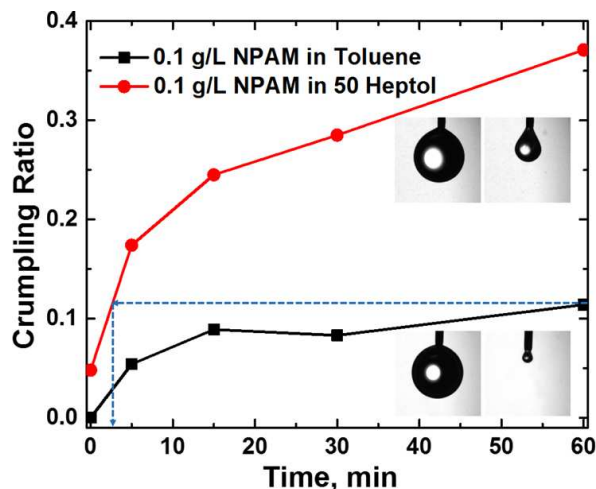 0.4
0.1 g/L NPAM in Toluene
0.1 g/L NPAM in 50 Heptol
0.3
0.2
0.1
0.0
Crumpling Ratio
0 10 20 30 40 50 60
Time, min